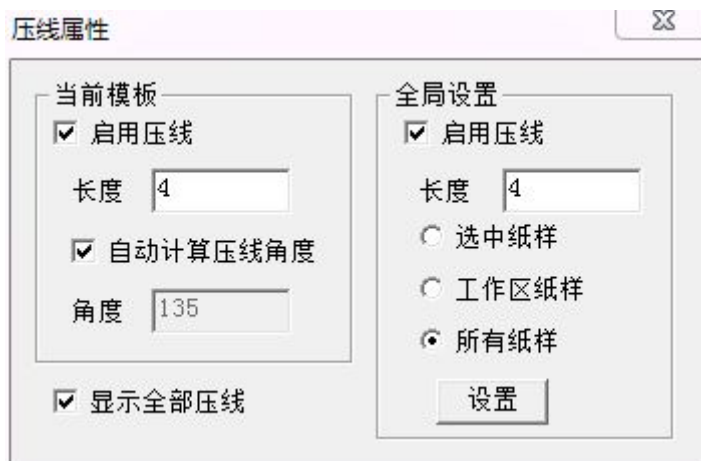 压线属性
当前模板
启用压线
长度 4
自动计算压线角度
角度 135
显示全部压线
全局设置
启用压线
长度 4
选中纸样
工作区纸样
所有纸样
设置